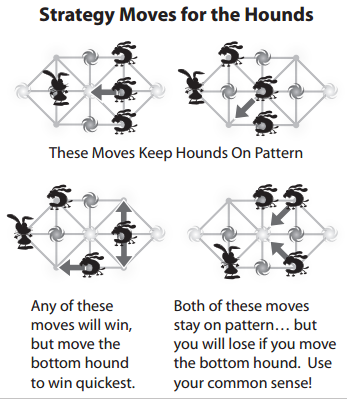 Strategy Moves for the Hounds
These Moves Keep Hounds On Pattern
Any of these
moves will win,
but move the
bottom hound
to win quickest.
Both of these moves
stay on pattern… but
you will lose if you move
the bottom hound.  Use
your common sense!